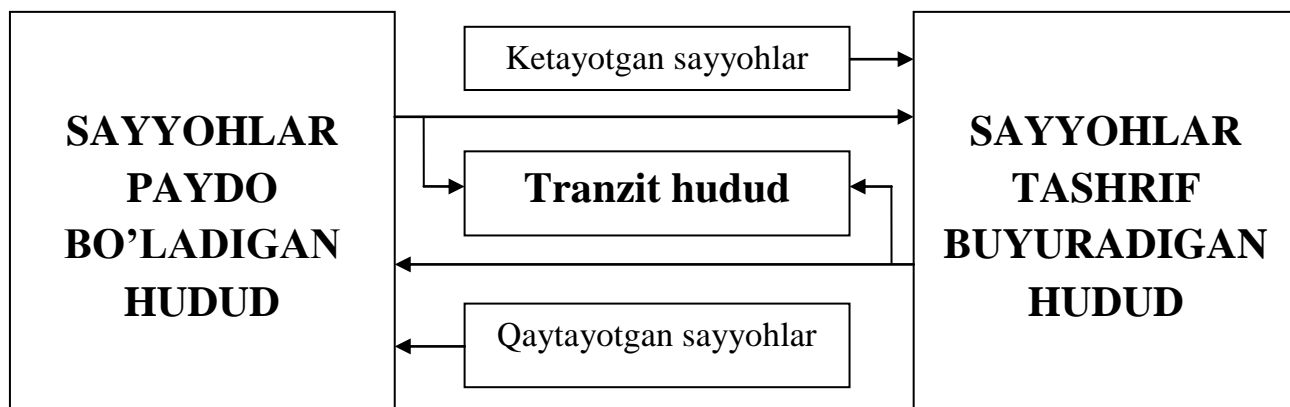 SAYYOHLAR
PAYDO
BO’LADIGAN
HUDUD
Ketayotgan sayyohlar
Tranzit hudud
Qaytayotgan sayyohlar
SAYYOHLAR
TASHRIF
BUYURADIGAN
HUDUD